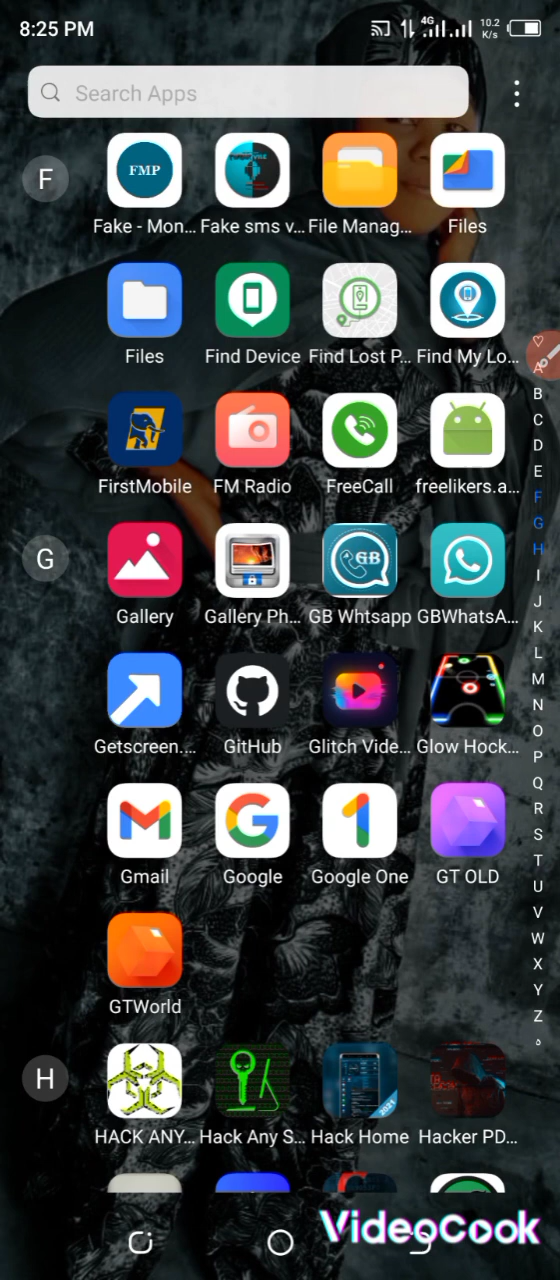 8:25 PM 4G 10.2 K/s
Search Apps
F
FMP
Fake - Mon... Fake sms v... File Manag... Files
Files Find Device Find Lost P... Find My Lo...
♡
A
B
C
D
E
F
G
H
I
J
K
L
M
N
O
P
Q
R
S
T
U
V
W
X
Y
Z
FirstMobile FM Radio FreeCall freelikers.a...
G
GB
Gallery Gallery Ph... GB Whtsapp GBWhatsA...
Getscreen.... GitHub Glitch Vide... Glow Hock...
Gmail Google Google One GT OLD
GTWorld
H
2021
HACK ANY... Hack Any S... Hack Home Hacker PD...
VideoCook